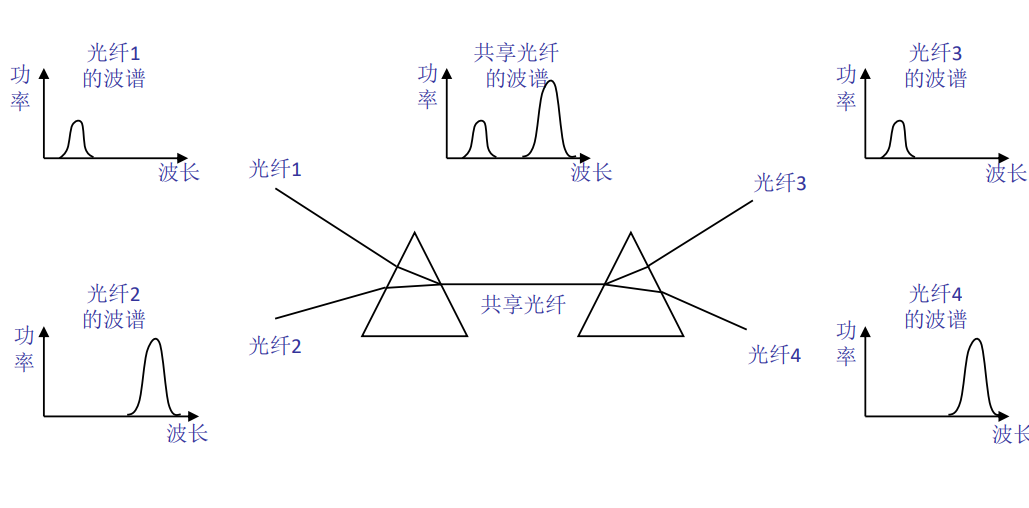 光纤1
的波谱
功
率
波长
共享光纤
的波谱
功
率
波长
光纤3
的波谱
功
率
波长
光纤1
光纤3
光纤2
的波谱
功
率
波长
共享光纤
光纤2
光纤4
光纤4
的波谱
功
率
波长